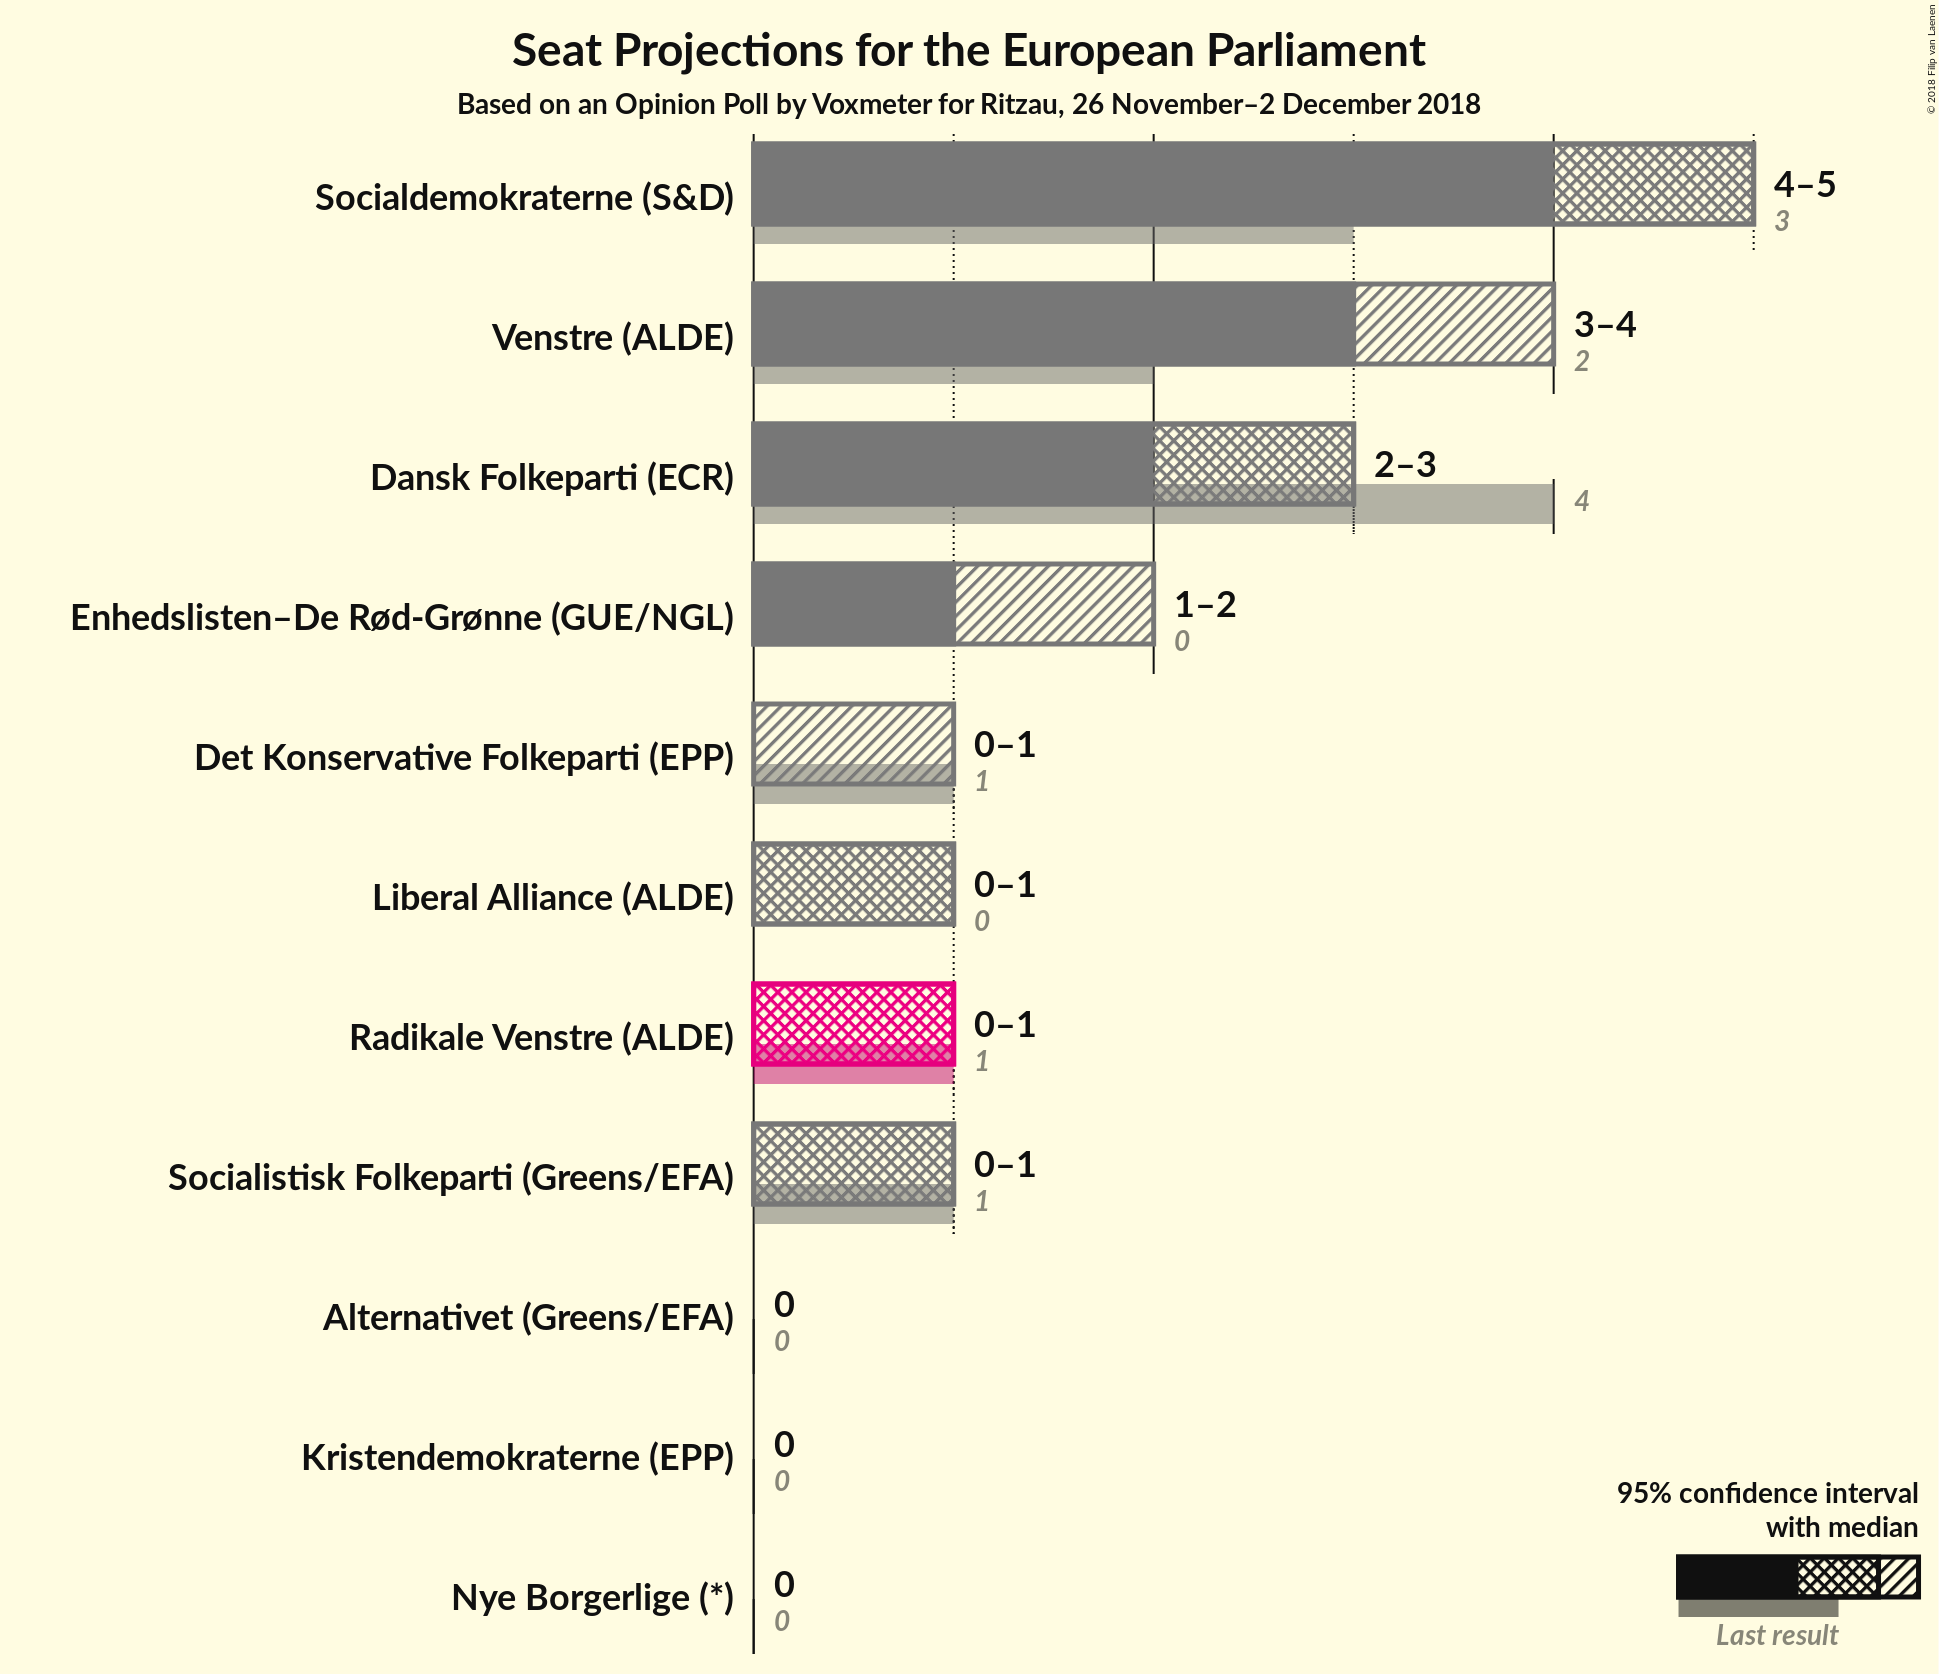 Seat Projections for the European Parliament
Based on an Opinion Poll by Voxmeter for Ritzau, 26 November–2 December 2018
© 2018 Filip van Laenen
Socialdemokraterne (S&D)
4–5
3
Venstre (ALDE)
3–4
2
Dansk Folkeparti (ECR)
2–3
4
Enhedslisten–De Rød-Grønne (GUE/NGL)
1–2
0
Det Konservative Folkeparti (EPP)
0–1
1
Liberal Alliance (ALDE)
0–1
0
Radikale Venstre (ALDE)
0–1
1
Socialistisk Folkeparti (Greens/EFA)
0–1
1
Alternativet (Greens/EFA)
0
0
Kristendemokraterne (EPP)
0
0
Nye Borgerlige (*)
0
0
95% confidence interval
with median
Last result